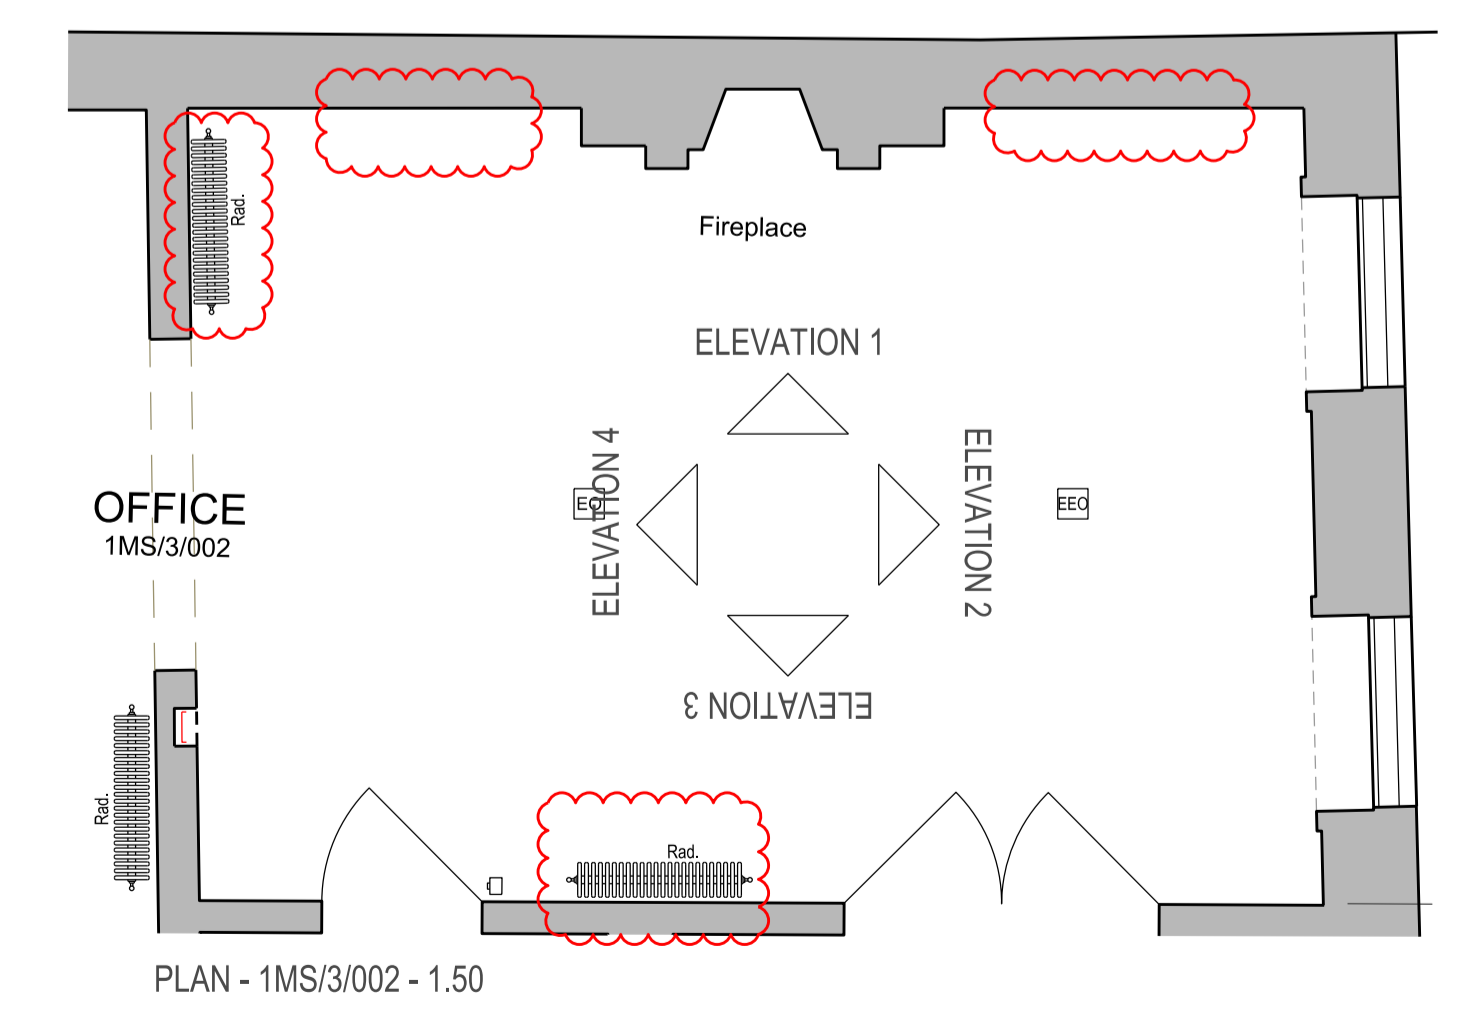 Rad.
Fireplace
ELEVATION 1
ELEVATION 4
ELEVATION 2
EO
EEO
OFFICE
1MS/3/002
ELEVATION 3
Rad.
Rad.
PLAN - 1MS/3/002 - 1.50